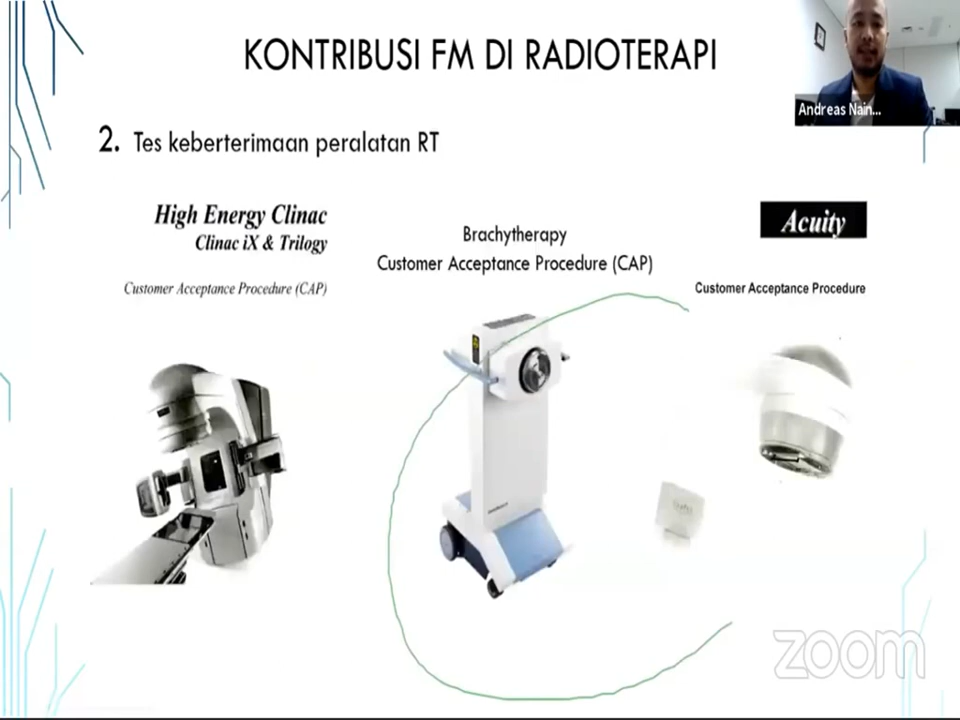 KONTRIBUSI FM DI RADIOTERAPI
Andreas Nain...
2. Tes keberterimaan peralatan RT
High Energy Clinac
Clinac iX & Trilogy
Customer Acceptance Procedure (CAP)
Brachytherapy
Customer Acceptance Procedure (CAP)
Acuity
Customer Acceptance Procedure
zoom